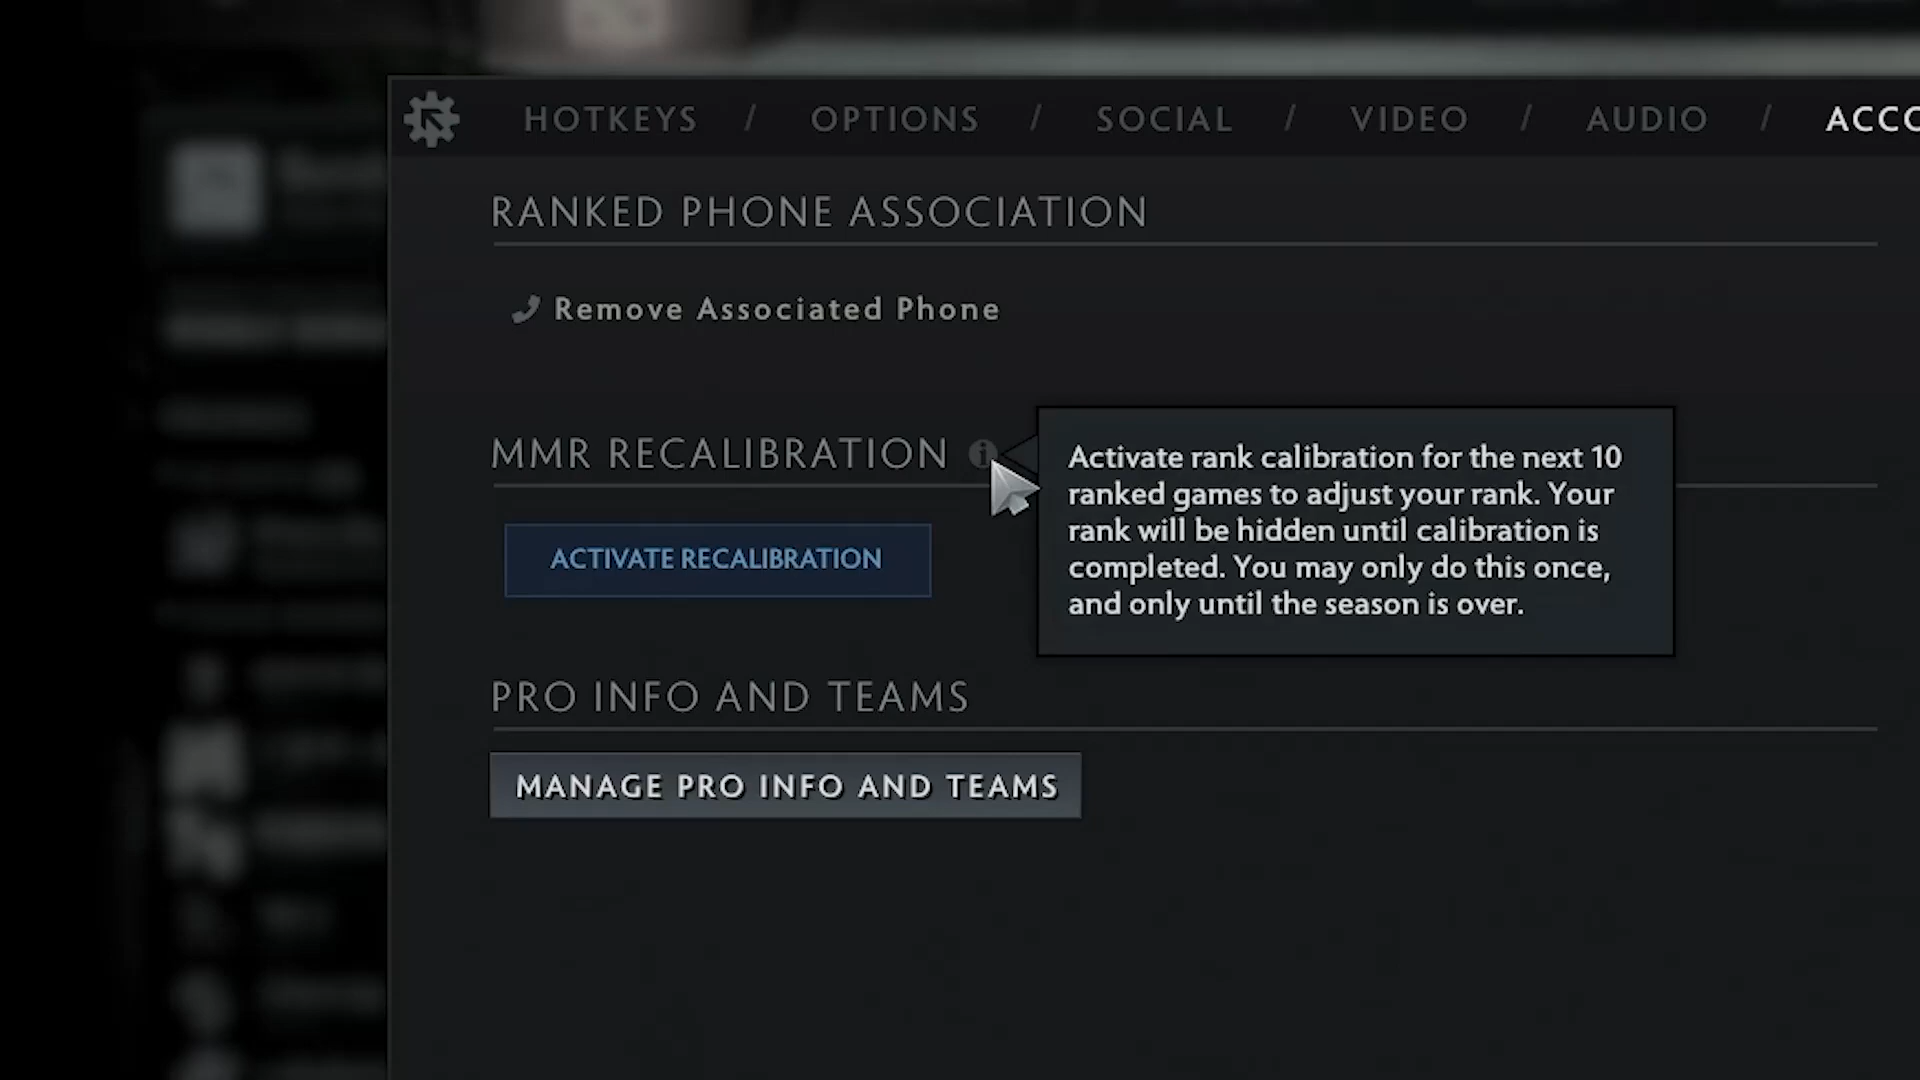 HOTKEYS / OPTIONS / SOCIAL / VIDEO / AUDIO / ACCO
RANKED PHONE ASSOCIATION
Remove Associated Phone
MMR RECALIBRATION
Activate rank calibration for the next 10
ranked games to adjust your rank. Your
rank will be hidden until calibration is
completed. You may only do this once,
and only until the season is over.
ACTIVATE RECALIBRATION
PRO INFO AND TEAMS
MANAGE PRO INFO AND TEAMS